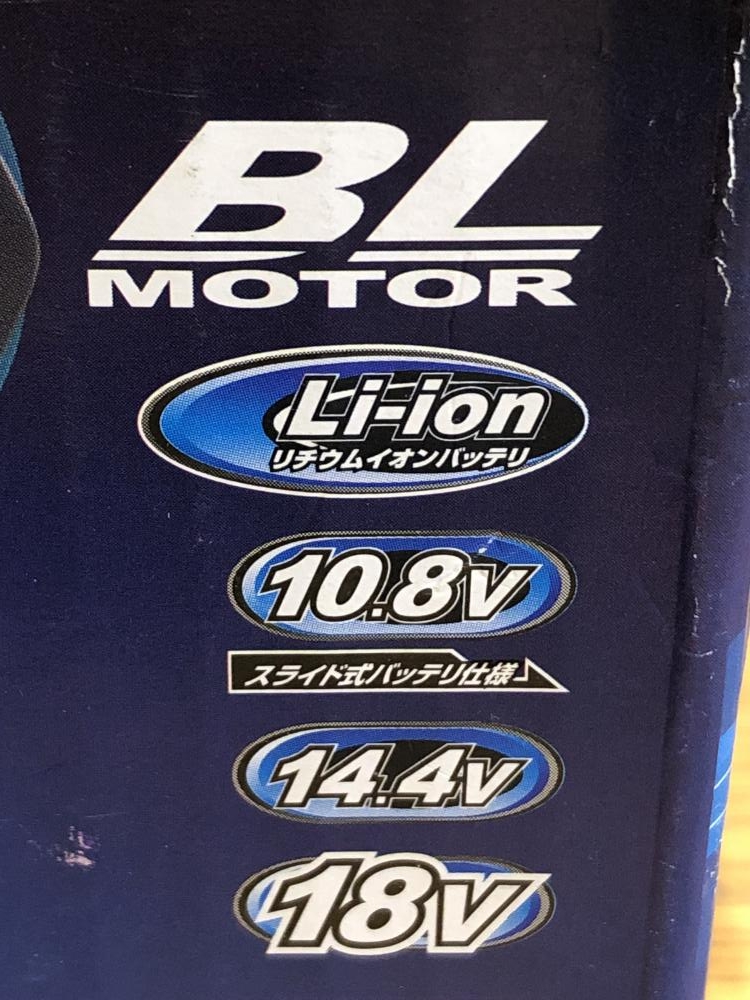 BL
MOTOR
Li-ion
リチウムイオンバッテリ
10.8V
スライド式バッテリ仕様
14.4V
18V